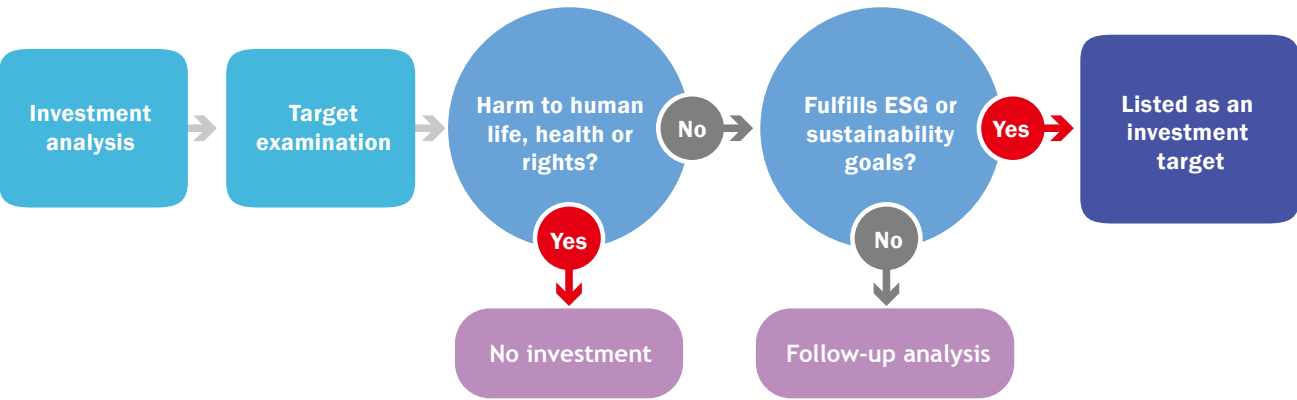 Investment
analysis
Target
examination
Harm to human
life, health or
rights?
No
Yes
Fulfills ESG or
sustainability
goals?
Yes
No
Listed as an
investment
target
No investment
Follow-up analysis